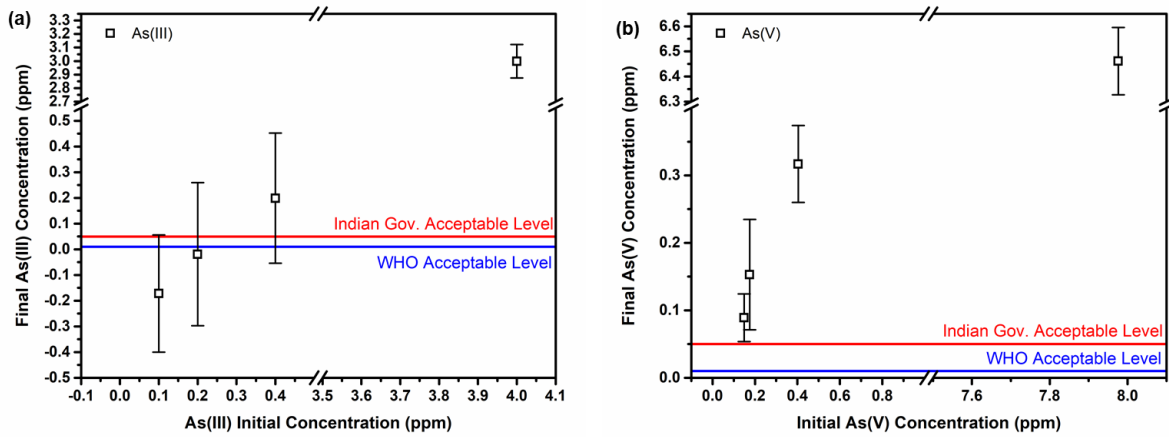 (a)
As(III)
Final As(III) Concentration (ppm)
3.3
3.2
3.1
3.0
2.9
2.8
2.7
0.5
0.4
0.3
0.2
0.1
0.0
-0.1
-0.2
-0.3
-0.4
-0.5
Indian Gov. Acceptable Level
WHO Acceptable Level
-0.1 0.0 0.1 0.2 0.3 0.4 0.5 3.5 3.6 3.7 3.8 3.9 4.0 4.1
As(III) Initial Concentration (ppm)
(b)
As(V)
Final As(V) Concentration (ppm)
6.6
6.5
6.4
6.3
0.3
0.2
0.1
0.0
Indian Gov. Acceptable Level
WHO Acceptable Level
0.0 0.2 0.4 0.6 0.8 1.0 7.6 7.8 8.0
Initial As(V) Concentration (ppm)